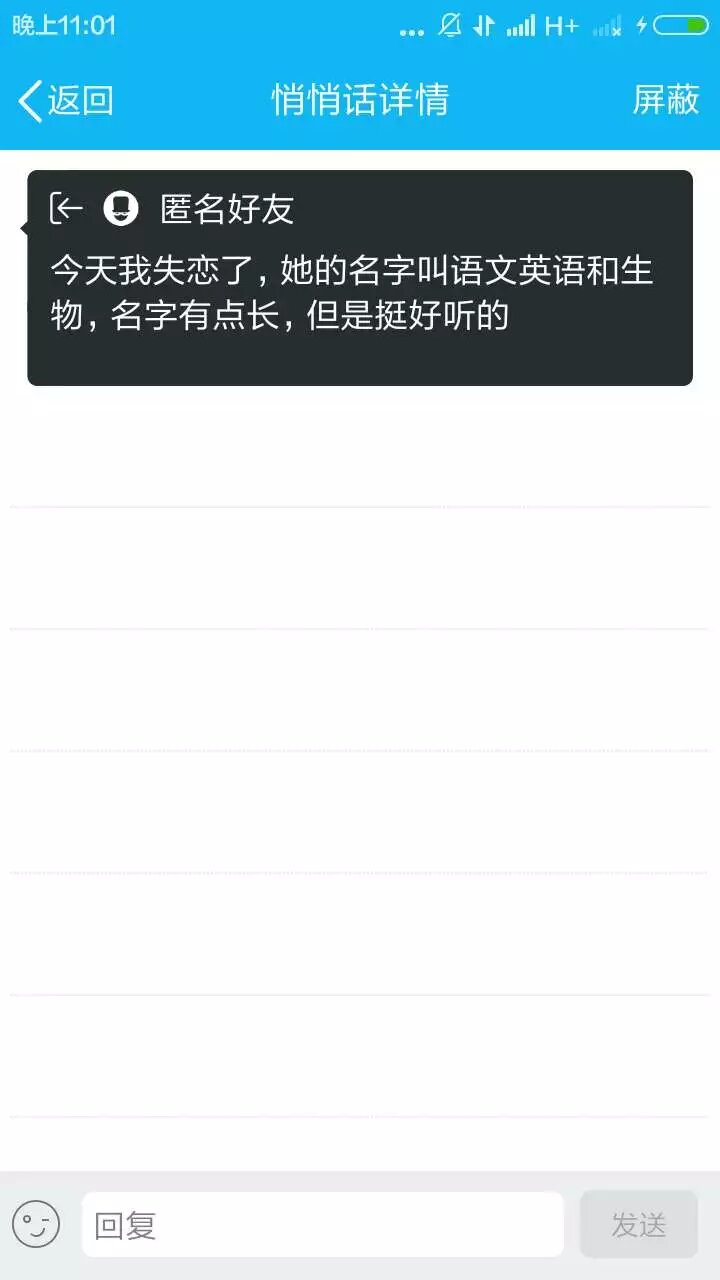 晚上11:01
... H+
返回 悄悄话详情 屏蔽
匿名好友
今天我失恋了, 她的名字叫语文英语和生
物, 名字有点长, 但是挺好听的
回复 发送